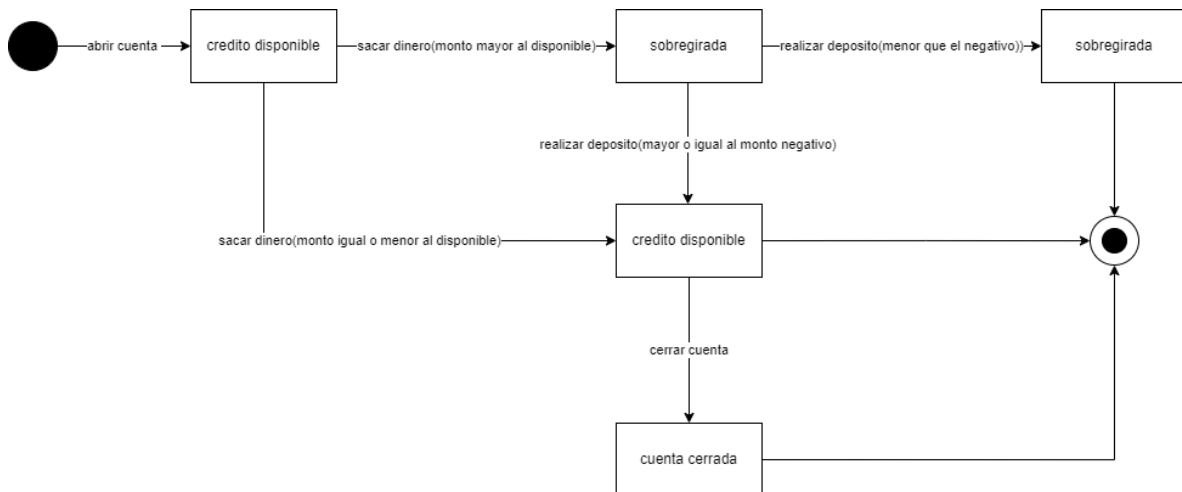 abrir cuenta
credito disponible
sacar dinero(monto mayor al disponible)
sobregirada
realizar deposito(menor que el negativo))
sobregirada
realizar deposito(mayor o igual al monto negativo)
sacar dinero(monto igual o menor al disponible)
credito disponible
cerrar cuenta
cuenta cerrada